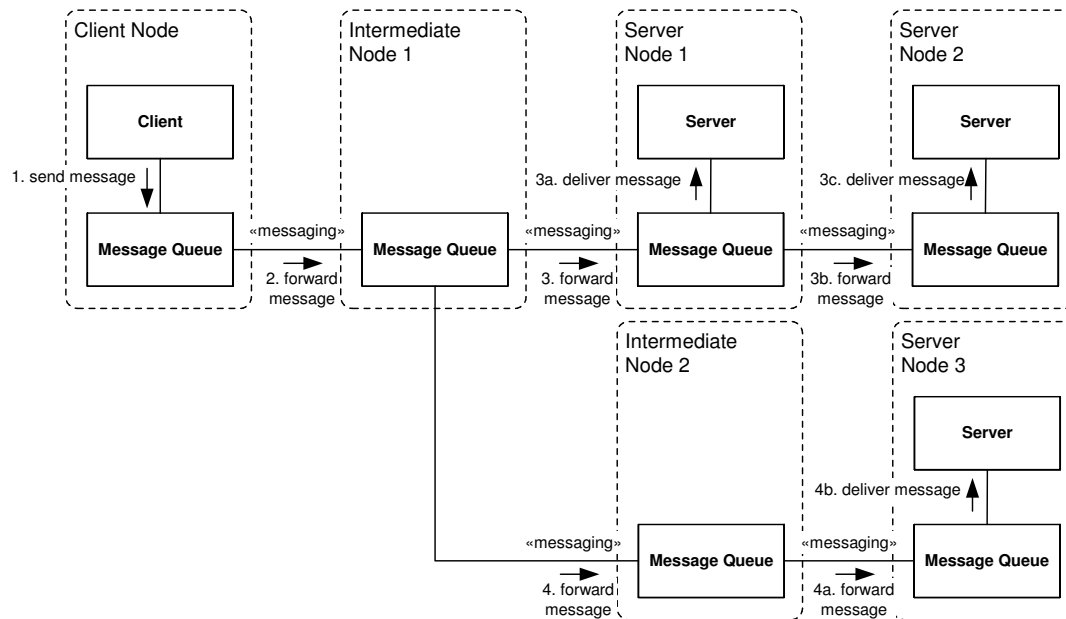 Client Node
Intermediate
Node 1
Server
Node 1
Server
Node 2
Client
Server
Server
1. send message
3a. deliver message
3c. deliver message
Message Queue
«messaging»
Message Queue
«messaging»
Message Queue
«messaging»
Message Queue
2. forward
message
3. forward
message
3b. forward
message
Intermediate
Node 2
Server
Node 3
Server
4b. deliver message
«messaging»
Message Queue
«messaging»
Message Queue
4. forward
message
4a. forward
message